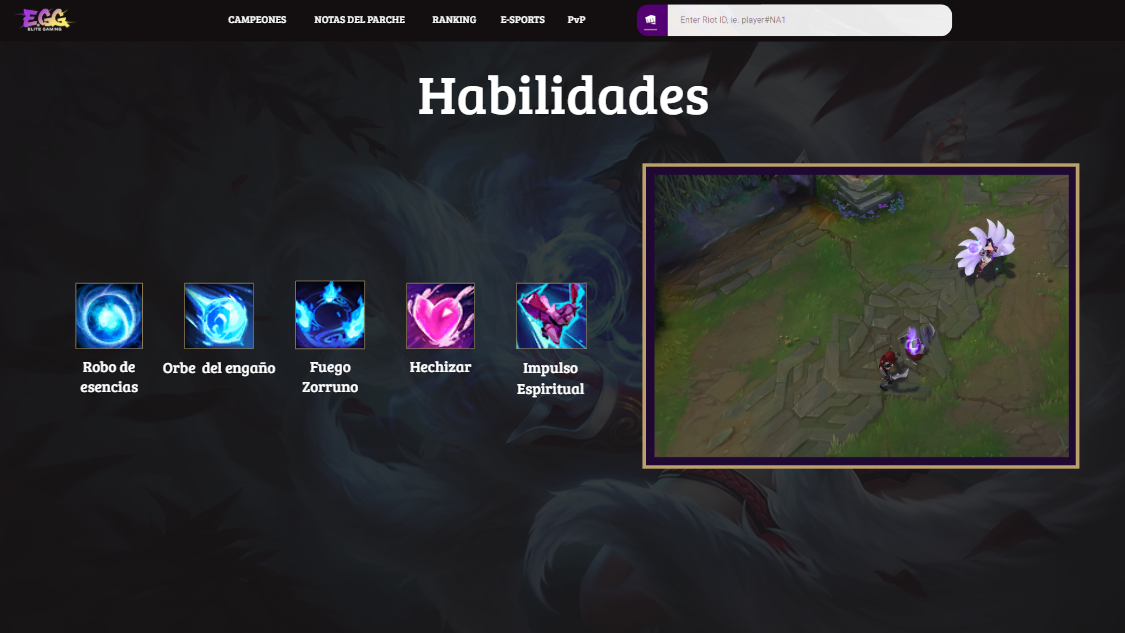 EGG
ELITE GAMING
CAMPEONES
NOTAS DEL PARCHE
RANKING
E-SPORTS
PvP
Enter Riot ID, ie. player#NA1
Habilidades
Robo de
esencias
Orbe del engaño
Fuego
Zorruno
Hechizar
Impulso
Espiritual